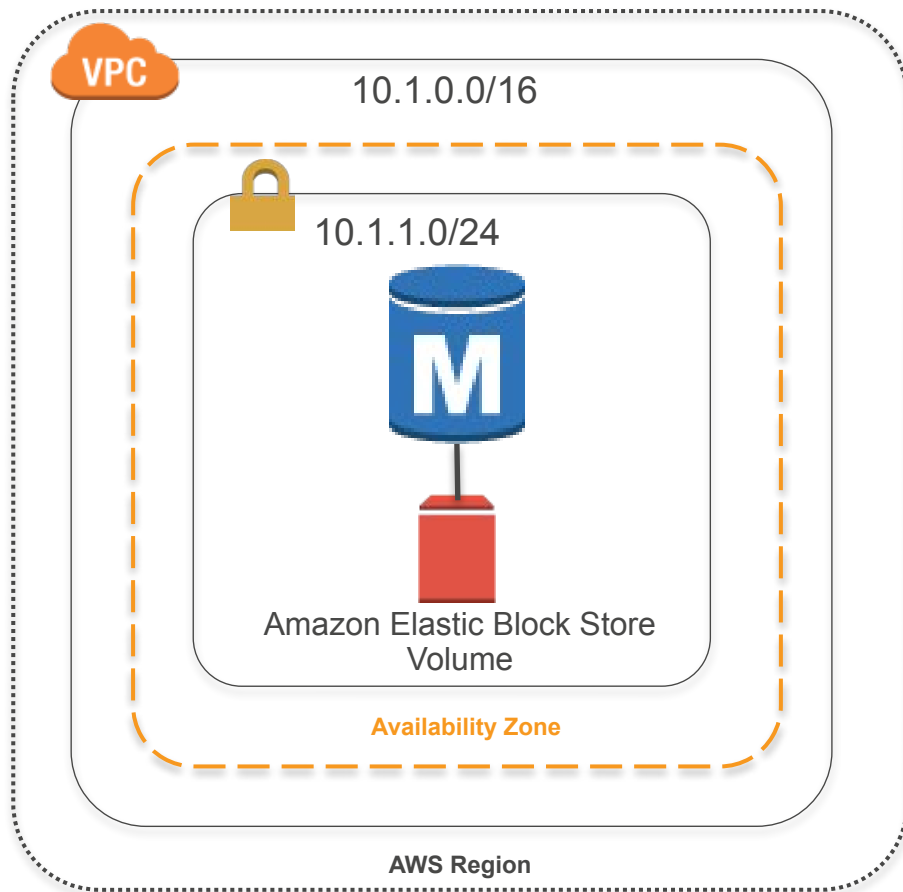 VPC
10.1.0.0/16
10.1.1.0/24
M
Amazon Elastic Block Store
Volume
Availability Zone
AWS Region